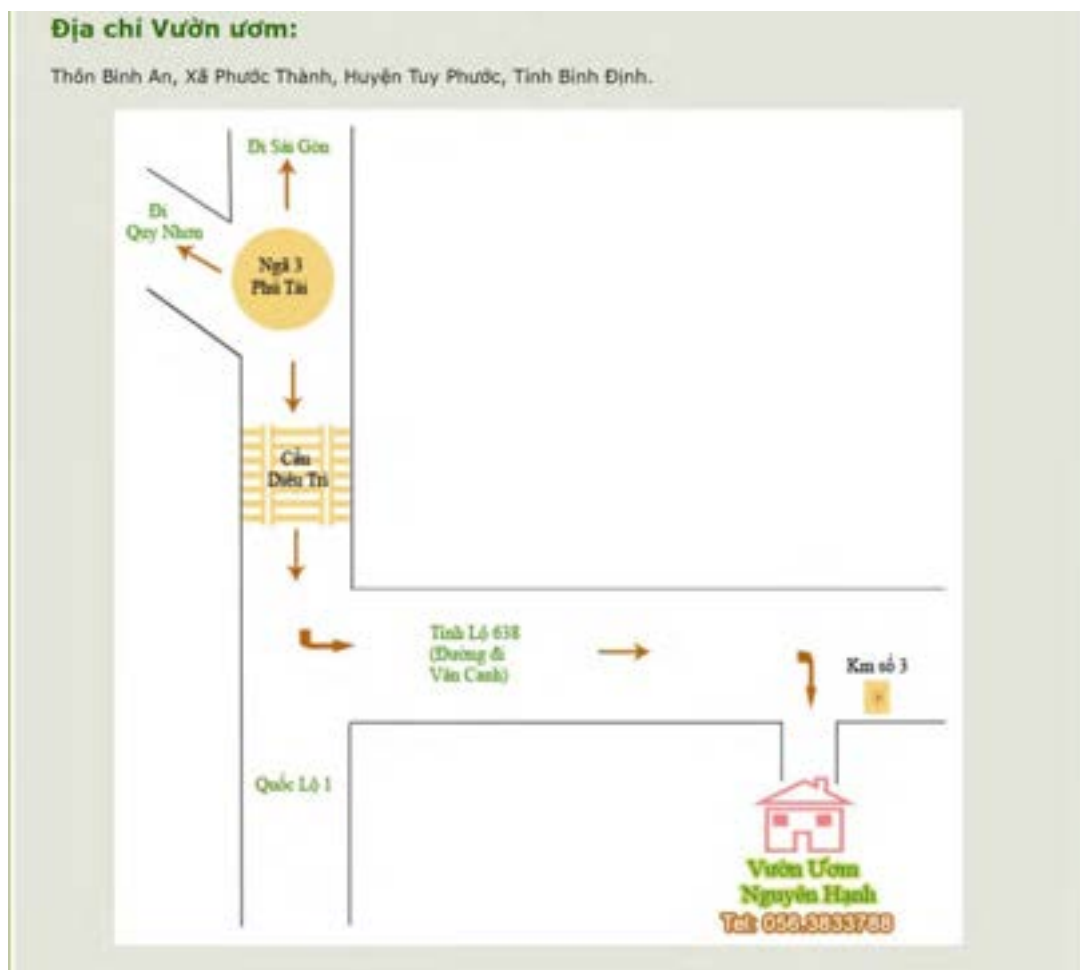 Địa chỉ Vườn ươm:
Thôn Bình An, Xã Phước Thành, Huyện Tuy Phước, Tỉnh Bình Định.
Đi Sài Gòn
Đi
Quy Nhơn
Ngã 3
Phú Tài
Cầu
Diêu Trì
Tỉnh Lộ 638
(Đường đi
Vân Canh)
Km số 3
Quốc Lộ 1
Vườn Ươm
Nguyên Hạnh
Tel: 056.3833788